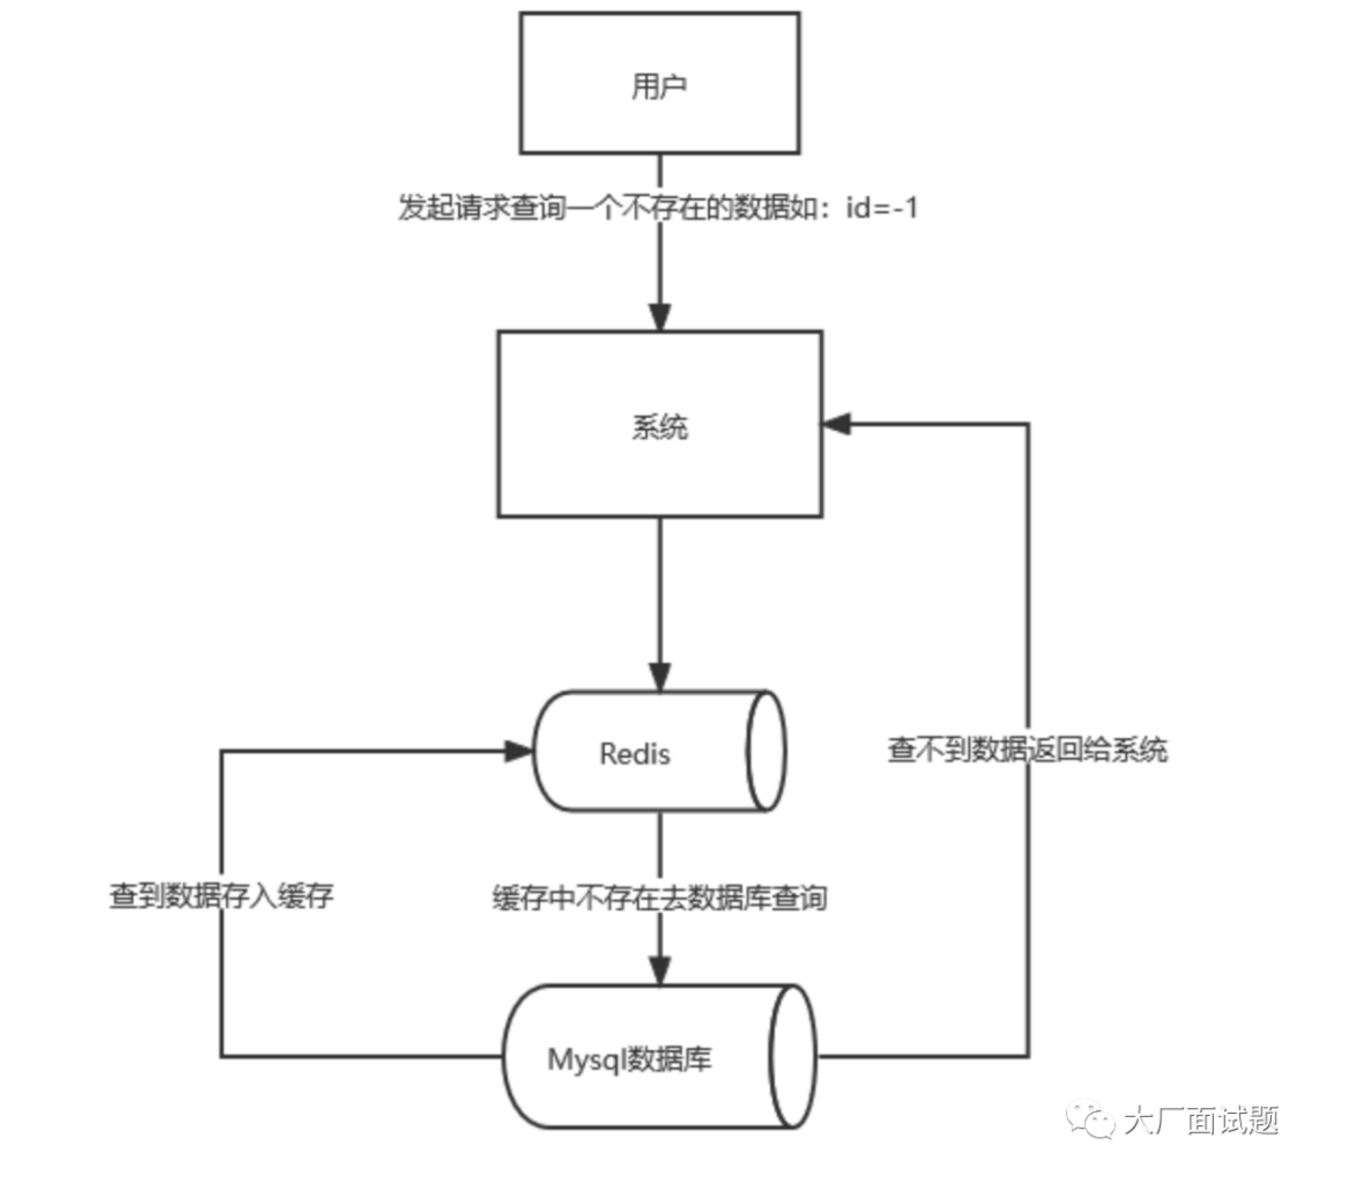 用户
发起请求查询一个不存在的数据如：id=-1
系统
Redis
查不到数据返回给系统
查到数据存入缓存
缓存中不存在去数据库查询
Mysql数据库
大厂面试题